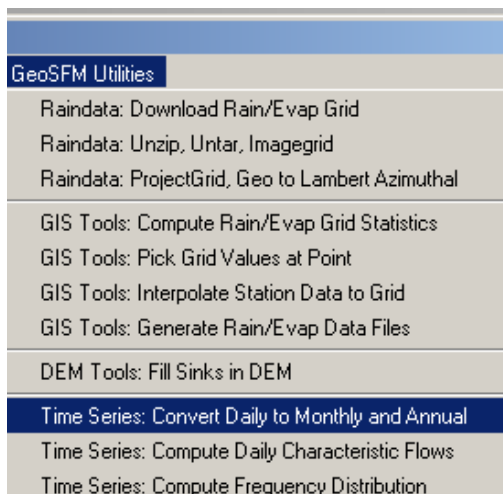 GeoSFM Utilities
Raindata: Download Rain/Evap Grid
Raindata: Unzip, Untar, Imagegrid
Raindata: ProjectGrid, Geo to Lambert Azimuthal
GIS Tools: Compute Rain/Evap Grid Statistics
GIS Tools: Pick Grid Values at Point
GIS Tools: Interpolate Station Data to Grid
GIS Tools: Generate Rain/Evap Data Files
DEM Tools: Fill Sinks in DEM
Time Series: Convert Daily to Monthly and Annual
Time Series: Compute Daily Characteristic Flows
Time Series: Compute Frequency Distribution